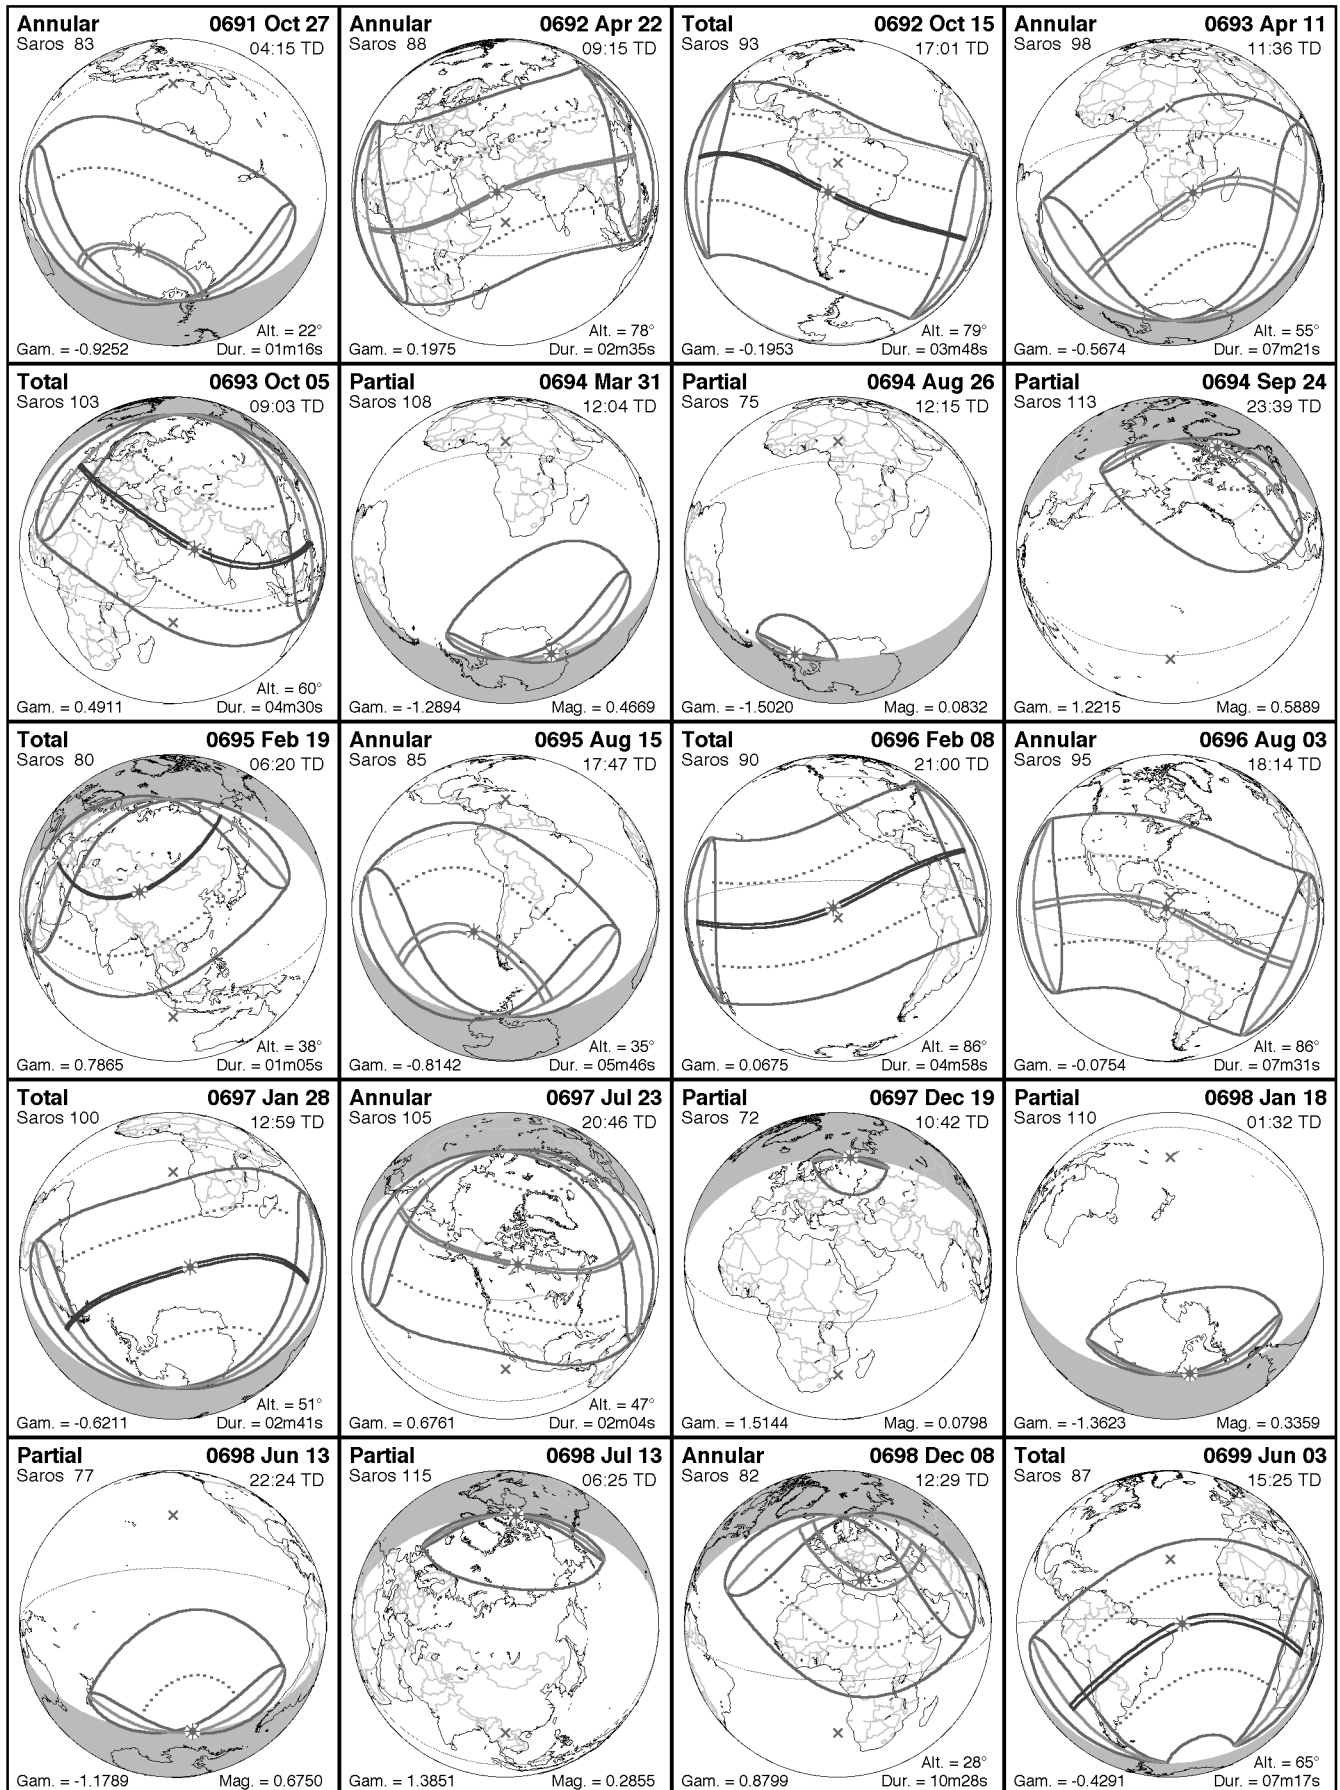 Annular 0691 Oct 27
Saros 83 04:15 TD
Alt. = 22°
Gam. = -0.9252 Dur. = 01m16s
Annular 0692 Apr 22
Saros 88 09:15 TD
Alt. = 78°
Gam. = 0.1975 Dur. = 02m35s
Total 0692 Oct 15
Saros 93 17:01 TD
Alt. = 79°
Gam. = -0.1953 Dur. = 03m48s
Annular 0693 Apr 11
Saros 98 11:36 TD
Alt. = 55°
Gam. = -0.5674 Dur. = 07m21s
Total 0693 Oct 05
Saros 103 09:03 TD
Alt. = 60°
Gam. = 0.4911 Dur. = 04m30s
Partial 0694 Mar 31
Saros 108 12:04 TD
Gam. = -1.2894 Mag. = 0.4669
Partial 0694 Aug 26
Saros 75 12:15 TD
Gam. = -1.5020 Mag. = 0.0832
Partial 0694 Sep 24
Saros 113 23:39 TD
Gam. = 1.2215 Mag. = 0.5889
Total 0695 Feb 19
Saros 80 06:20 TD
Alt. = 38°
Gam. = 0.7865 Dur. = 01m05s
Annular 0695 Aug 15
Saros 85 17:47 TD
Alt. = 35°
Gam. = -0.8142 Dur. = 05m46s
Total 0696 Feb 08
Saros 90 21:00 TD
Alt. = 86°
Gam. = 0.0675 Dur. = 04m58s
Annular 0696 Aug 03
Saros 95 18:14 TD
Alt. = 86°
Gam. = -0.0754 Dur. = 07m31s
Total 0697 Jan 28
Saros 100 12:59 TD
Alt. = 51°
Gam. = -0.6211 Dur. = 02m41s
Annular 0697 Jul 23
Saros 105 20:46 TD
Alt. = 47°
Gam. = 0.6761 Dur. = 02m04s
Partial 0697 Dec 19
Saros 72 10:42 TD
Gam. = 1.5144 Mag. = 0.0798
Partial 0698 Jan 18
Saros 110 01:32 TD
Gam. = -1.3623 Mag. = 0.3359
Partial 0698 Jun 13
Saros 77 22:24 TD
Gam. = -1.1789 Mag. = 0.6750
Partial 0698 Jul 13
Saros 115 06:25 TD
Gam. = 1.3851 Mag. = 0.2855
Annular 0698 Dec 08
Saros 82 12:29 TD
Alt. = 28°
Gam. = 0.8799 Dur. = 10m28s
Total 0699 Jun 03
Saros 87 15:25 TD
Alt. = 65°
Gam. = -0.4291 Dur. = 07m17s